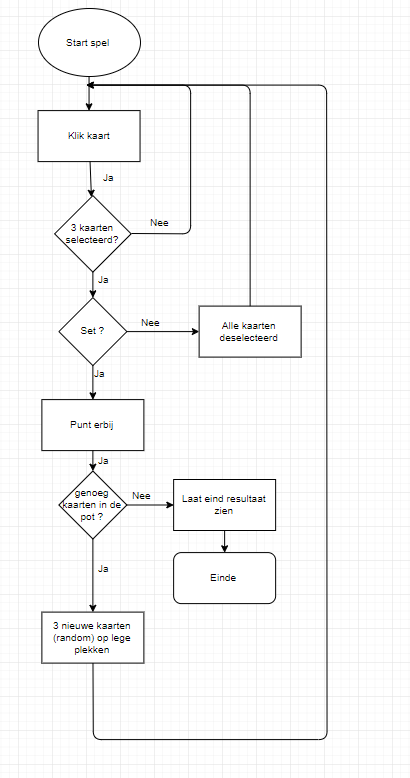 Start spel
Klik kaart
Ja
3 kaarten
selecteerd?
Nee
Ja
Set ?
Nee
Alle kaarten
deselecteerd
Ja
Punt erbij
Ja
genoeg
kaarten in de
pot ?
Nee
Laat eind resultaat
zien
Einde
Ja
3 nieuwe kaarten
(random) op lege
plekken